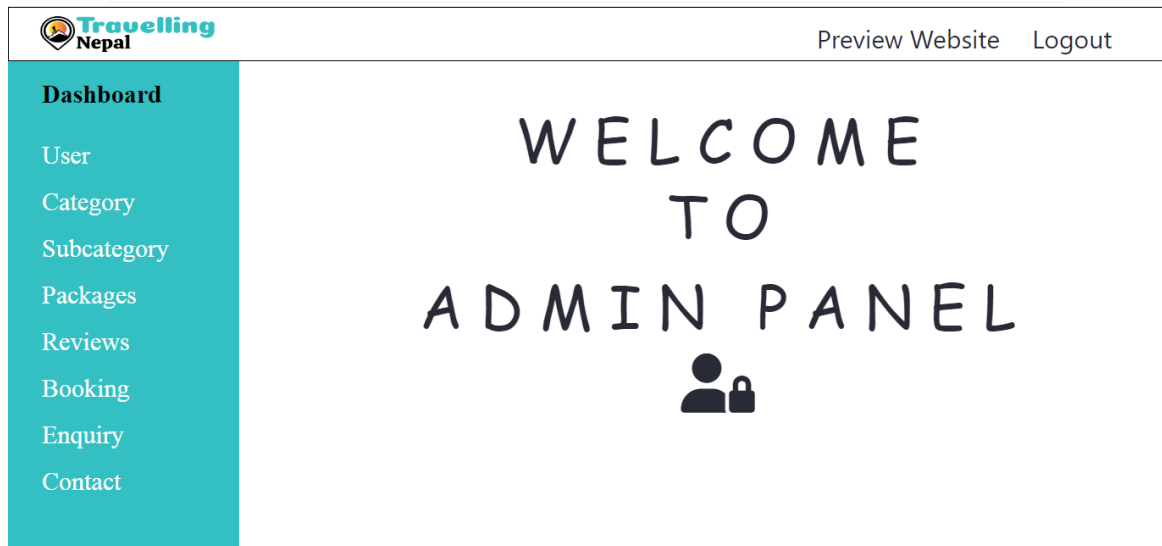 Travelling
Nepal
Preview Website Logout
Dashboard
User
Category
Subcategory
Packages
Reviews
Booking
Enquiry
Contact
WELCOME
TO
ADMIN PANEL